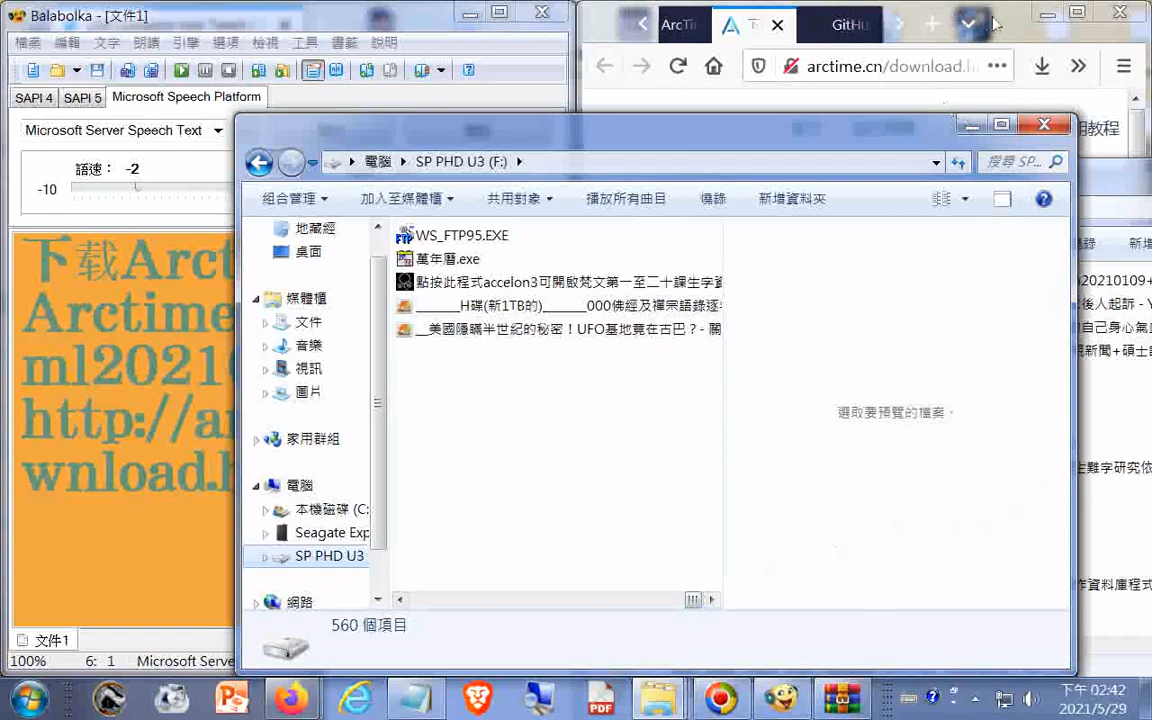 Balabolka - [文件1]
檔案 編輯 文字 朗讀 引擎 選項 檢視 工具 書籤 說明
SAPI 4 SAPI 5 Microsoft Speech Platform
Microsoft Server Speech Text
語速： -2
-10
下载Arct
Arctime
ml20210
http://ar
wnload.h
文件1
100% 6: 1 Microsoft Serve
ArcTi
下
GitHu
arctime.cn/download.h
用教程
電腦 SP PHD U3 (F:)
搜尋 SP...
組合管理 加入至媒體櫃 共用對象 播放所有曲目 燒錄 新增資料夾
地藏經
桌面
媒體櫃
文件
音樂
視訊
圖片
家用群組
電腦
本機磁碟 (C:
Seagate Exp
SP PHD U3
網路
WS_FTP95.EXE
萬年曆.exe
點按此程式accelon3可開啟梵文第一至二十課生字資
_______H碟(新1TB的)_______000佛經及禪宗語錄逐
__美國隱瞞半世紀的秘密！UFO基地竟在古巴？- 關
選取要預覽的檔案。
560 個項目
燒錄 新增
20210109+
後人起訴 - Y
自己身心氣
規新聞+碩士
生難字研究依
作資料庫程式
下午 02:42
2021/5/29